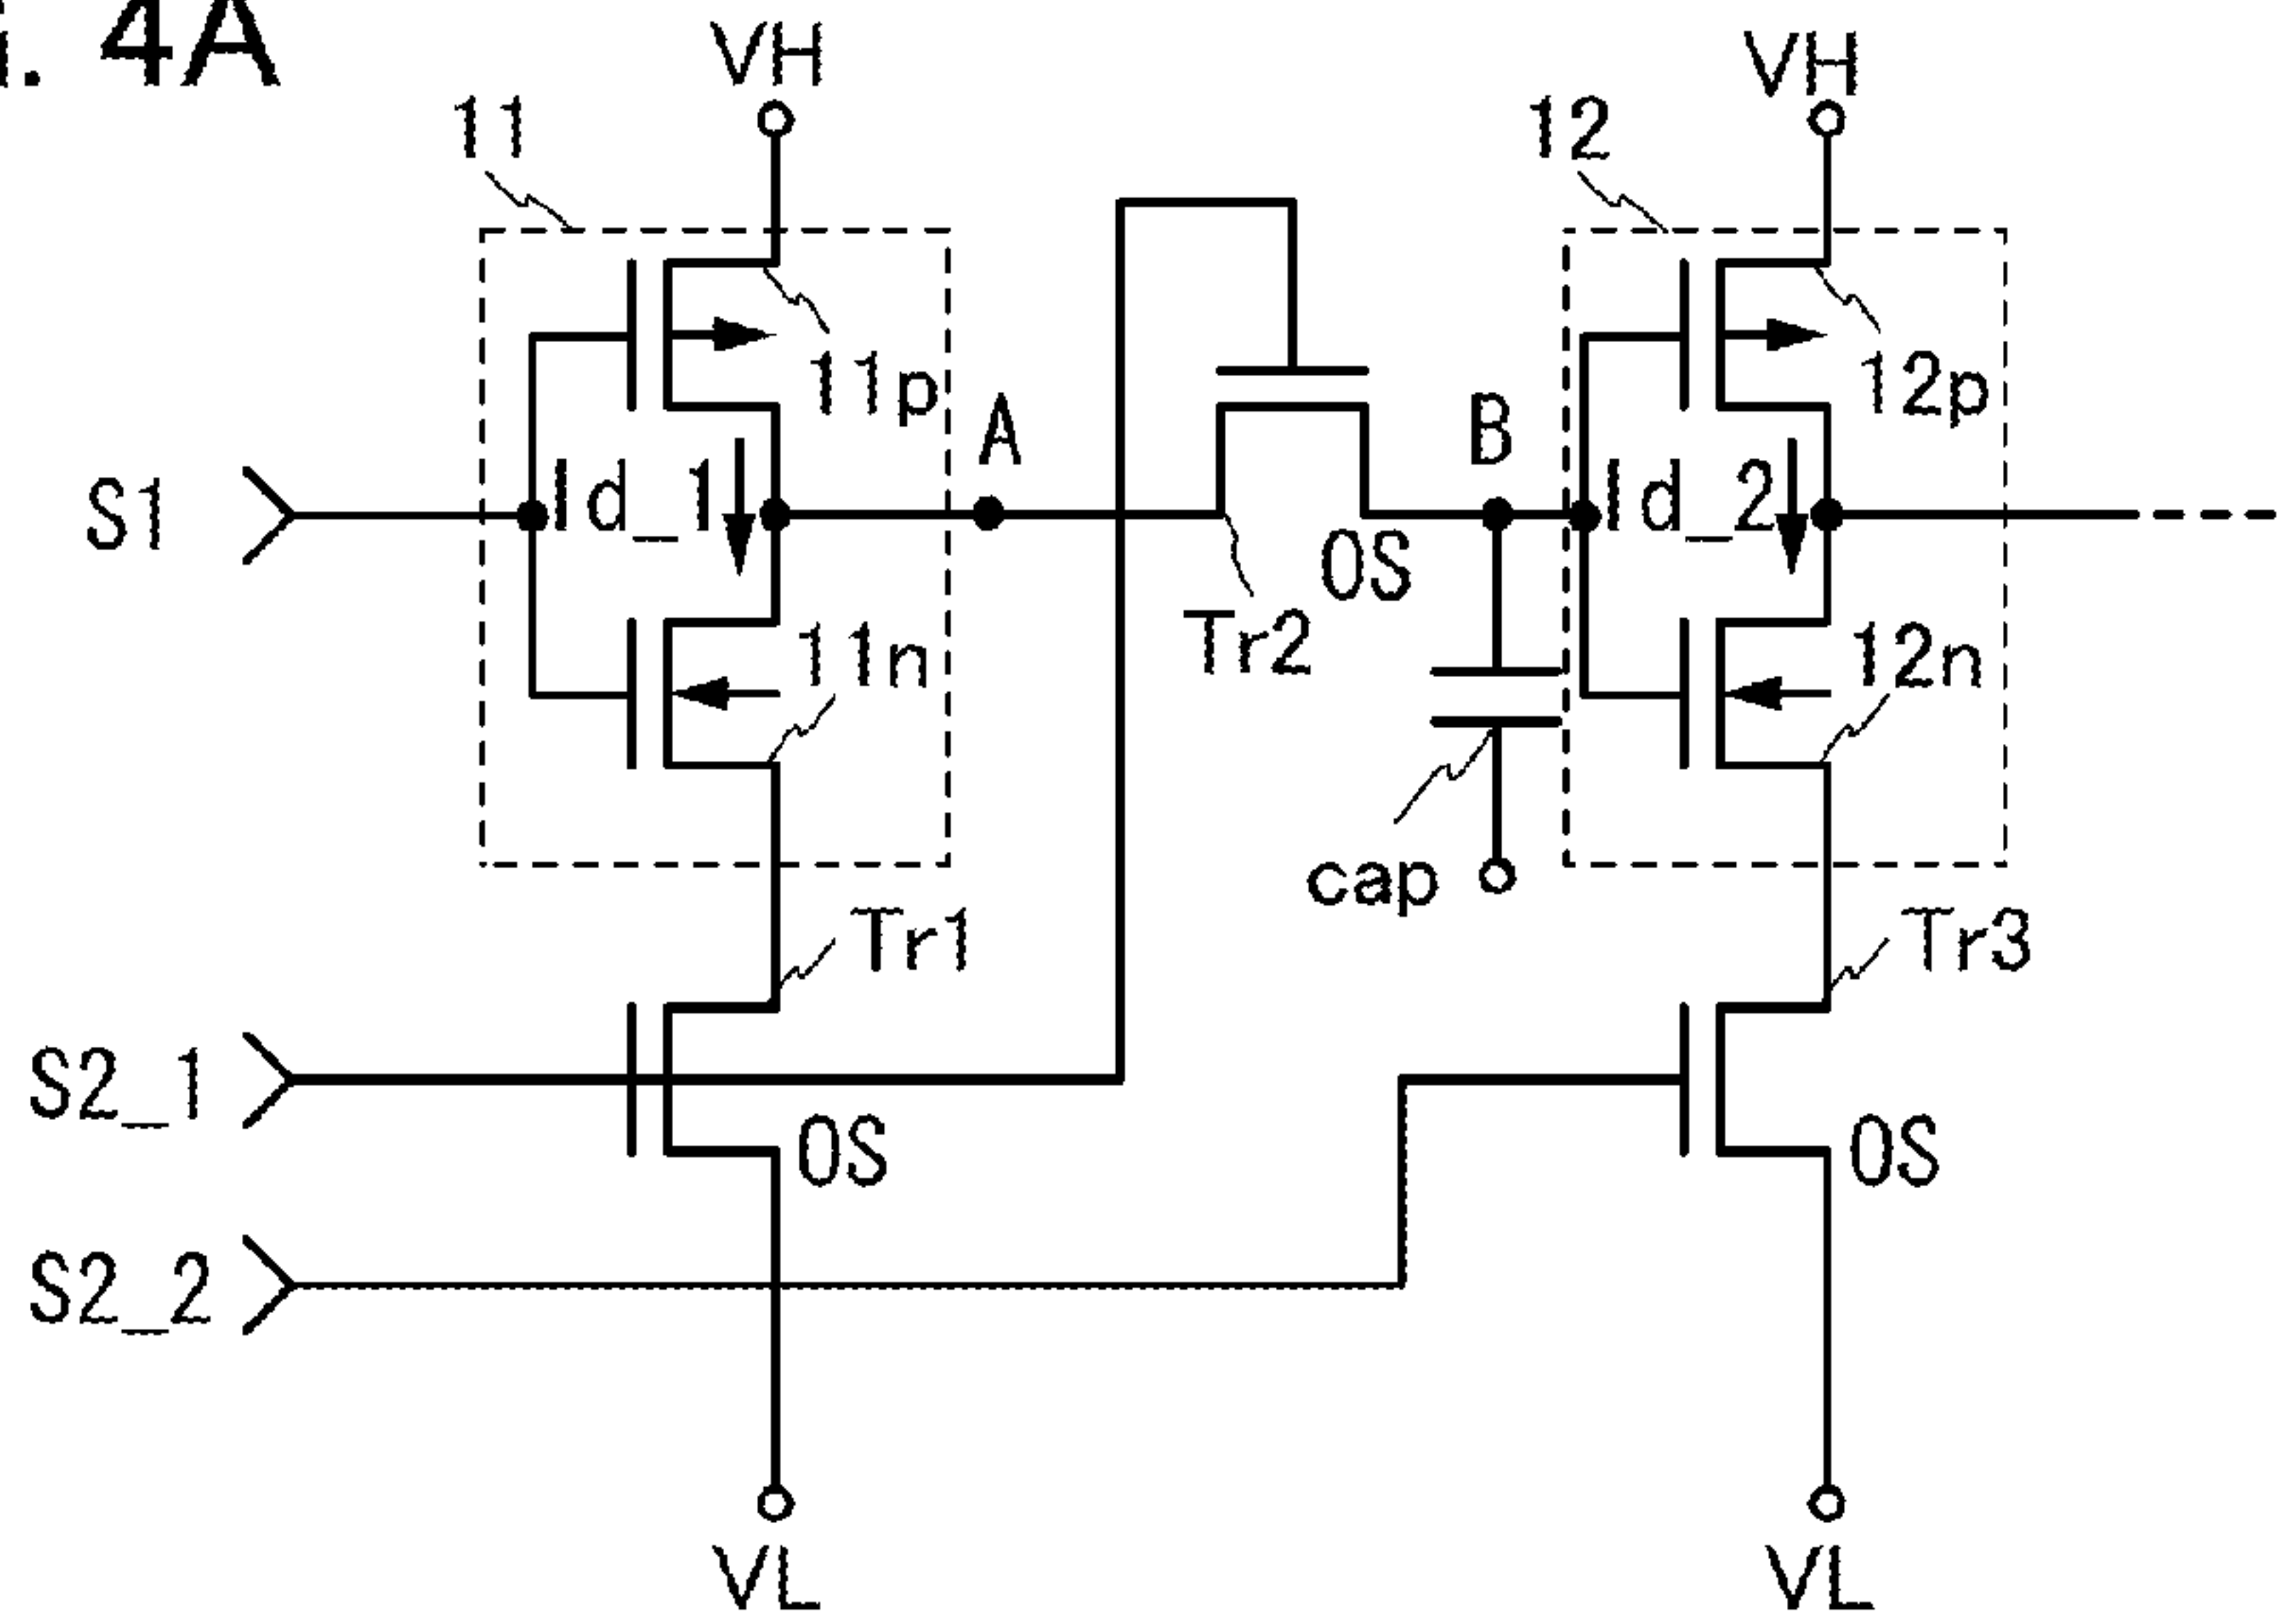 . 4A
VH
VH
11
12
11p
12p
A
B
S1
Id_1
Id_2
OS
Tr2
11n
12n
cap
Tr1
Tr3
S2_1
OS
OS
S2_2
VL
VL